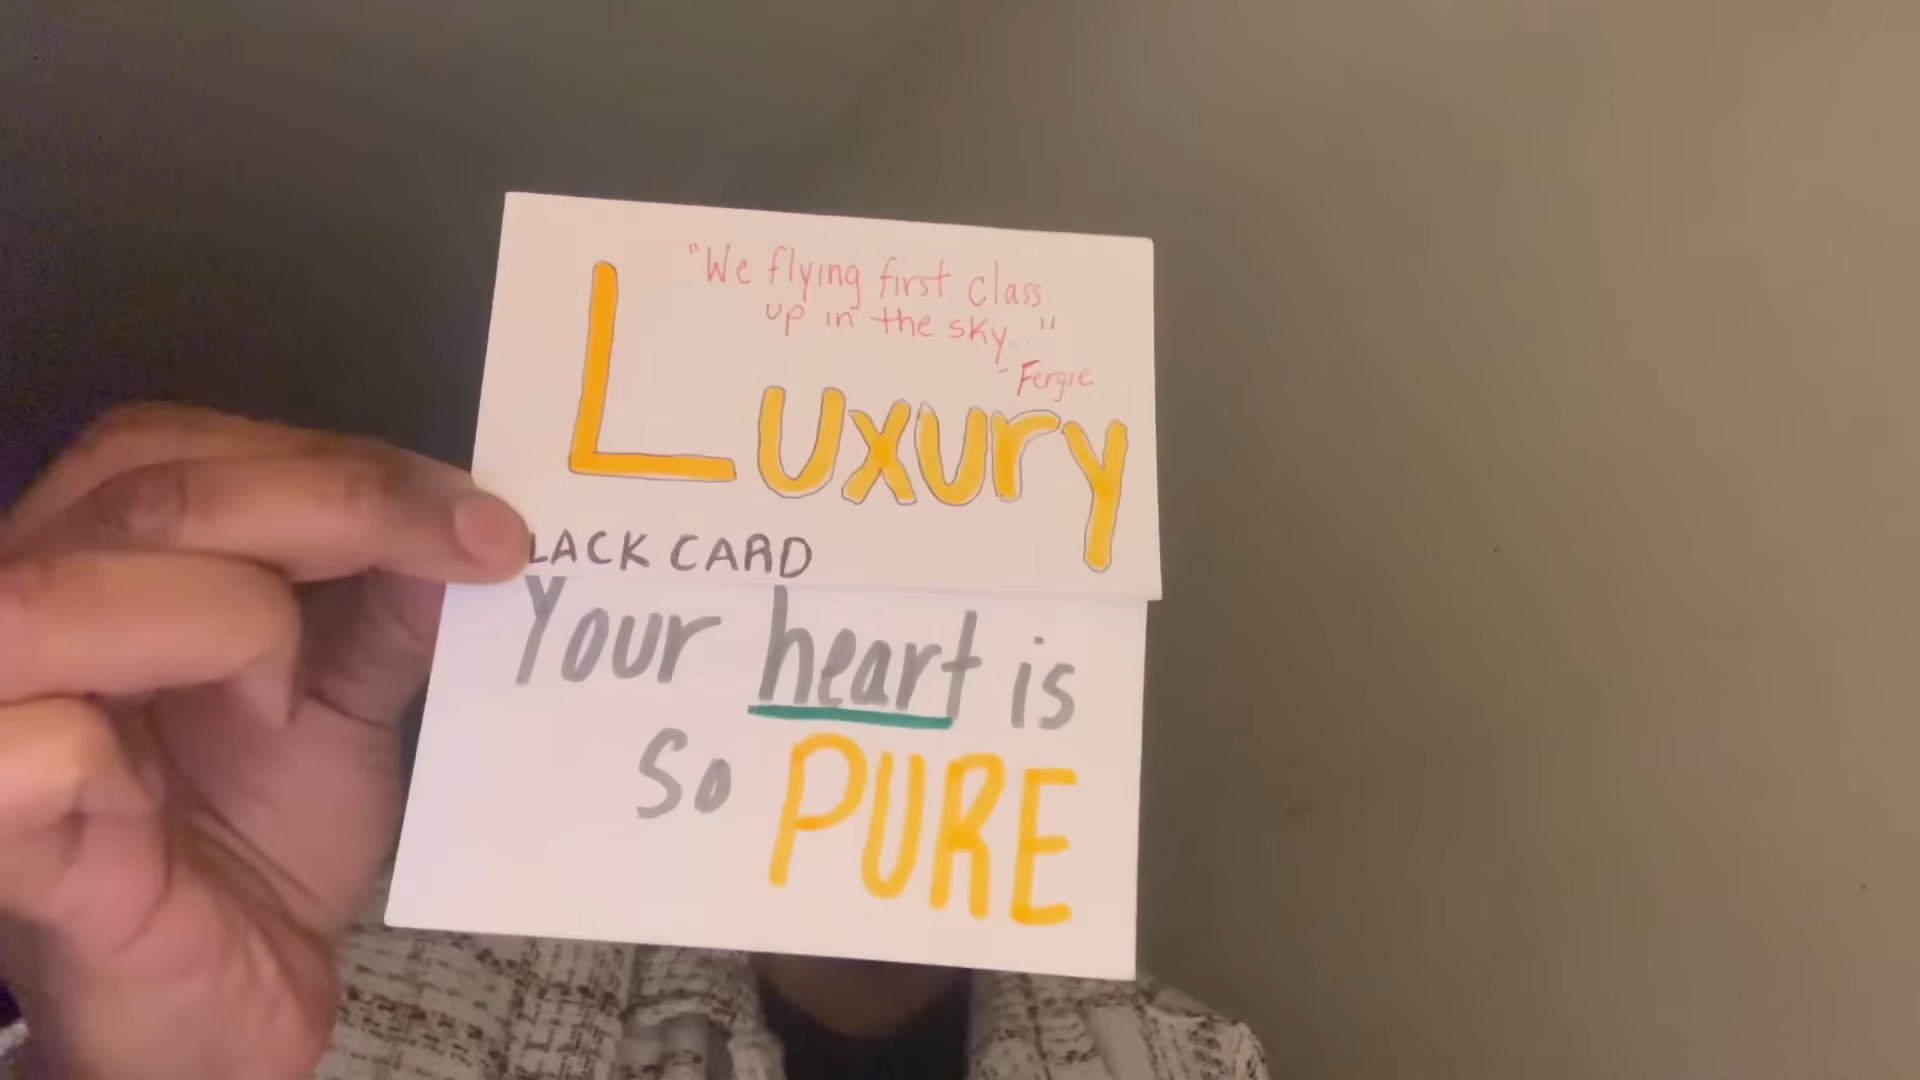 "We flying first class
up in the sky..."
- Fergie
Luxury
LACK CARD
Your heart is
So PURE